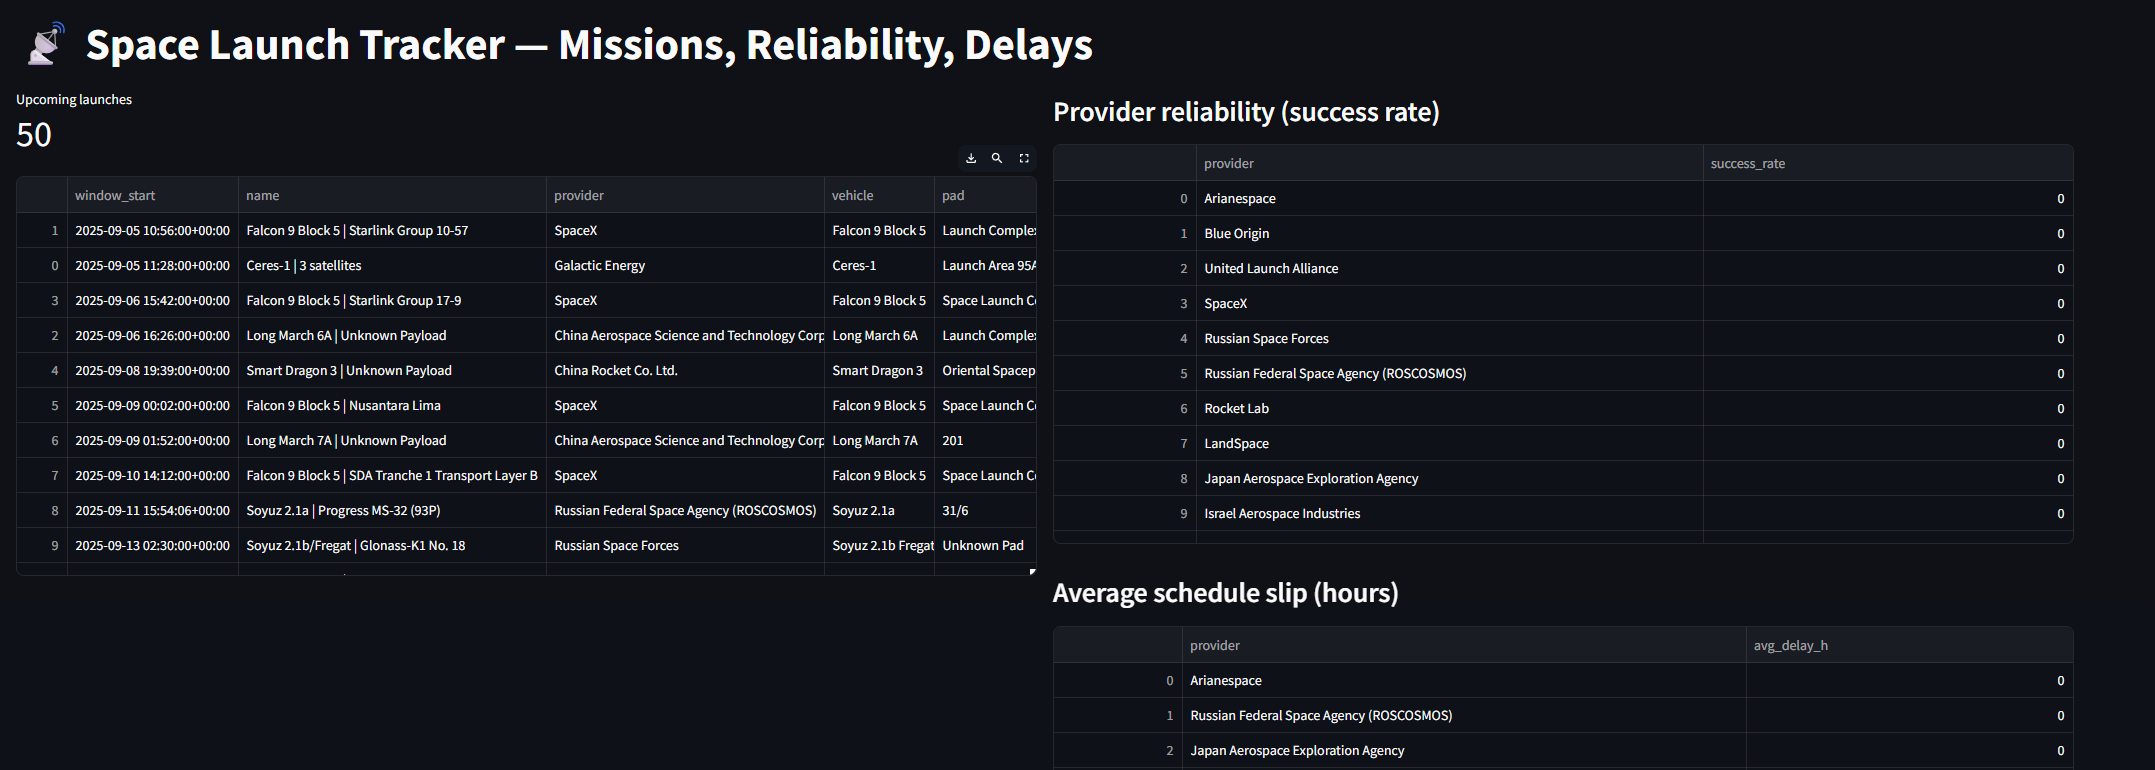 Space Launch Tracker — Missions, Reliability, Delays
Upcoming launches
50
window_start name provider vehicle pad
1 2025-09-05 10:56:00+00:00 Falcon 9 Block 5 | Starlink Group 10-57 SpaceX Falcon 9 Block 5 Launch Complex
0 2025-09-05 11:28:00+00:00 Ceres-1 | 3 satellites Galactic Energy Ceres-1 Launch Area 95A
3 2025-09-06 15:42:00+00:00 Falcon 9 Block 5 | Starlink Group 17-9 SpaceX Falcon 9 Block 5 Space Launch C
2 2025-09-06 16:26:00+00:00 Long March 6A | Unknown Payload China Aerospace Science and Technology Corp Long March 6A Launch Complex
4 2025-09-08 19:39:00+00:00 Smart Dragon 3 | Unknown Payload China Rocket Co. Ltd. Smart Dragon 3 Oriental Spacep
5 2025-09-09 00:02:00+00:00 Falcon 9 Block 5 | Nusantara Lima SpaceX Falcon 9 Block 5 Space Launch C
6 2025-09-09 01:52:00+00:00 Long March 7A | Unknown Payload China Aerospace Science and Technology Corp Long March 7A 201
7 2025-09-10 14:12:00+00:00 Falcon 9 Block 5 | SDA Tranche 1 Transport Layer B SpaceX Falcon 9 Block 5 Space Launch C
8 2025-09-11 15:54:06+00:00 Soyuz 2.1a | Progress MS-32 (93P) Russian Federal Space Agency (ROSCOSMOS) Soyuz 2.1a 31/6
9 2025-09-13 02:30:00+00:00 Soyuz 2.1b/Fregat | Glonass-K1 No. 18 Russian Space Forces Soyuz 2.1b Fregat Unknown Pad
Provider reliability (success rate)
provider success_rate
0 Arianespace 0
1 Blue Origin 0
2 United Launch Alliance 0
3 SpaceX 0
4 Russian Space Forces 0
5 Russian Federal Space Agency (ROSCOSMOS) 0
6 Rocket Lab 0
7 LandSpace 0
8 Japan Aerospace Exploration Agency 0
9 Israel Aerospace Industries 0
Average schedule slip (hours)
provider avg_delay_h
0 Arianespace 0
1 Russian Federal Space Agency (ROSCOSMOS) 0
2 Japan Aerospace Exploration Agency 0